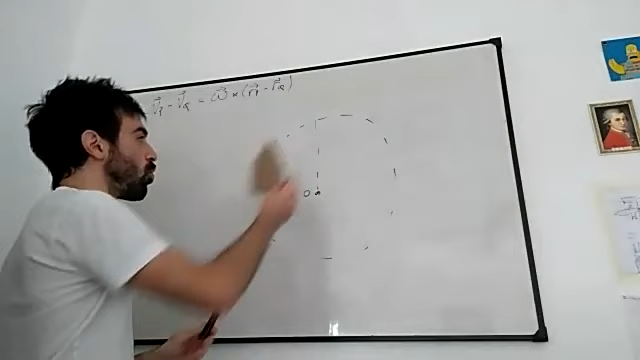 V⃗_P - V⃗_Q = ω⃗ × (r⃗_P - r⃗_Q)
O